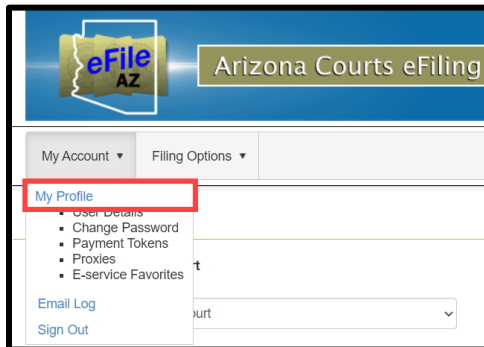 eFile
AZ
Arizona Courts eFiling
My Account ▼ Filing Options ▼
My Profile
User Details
Change Password
Payment Tokens
Proxies
E-service Favorites
rt
Email Log
ourt
Sign Out